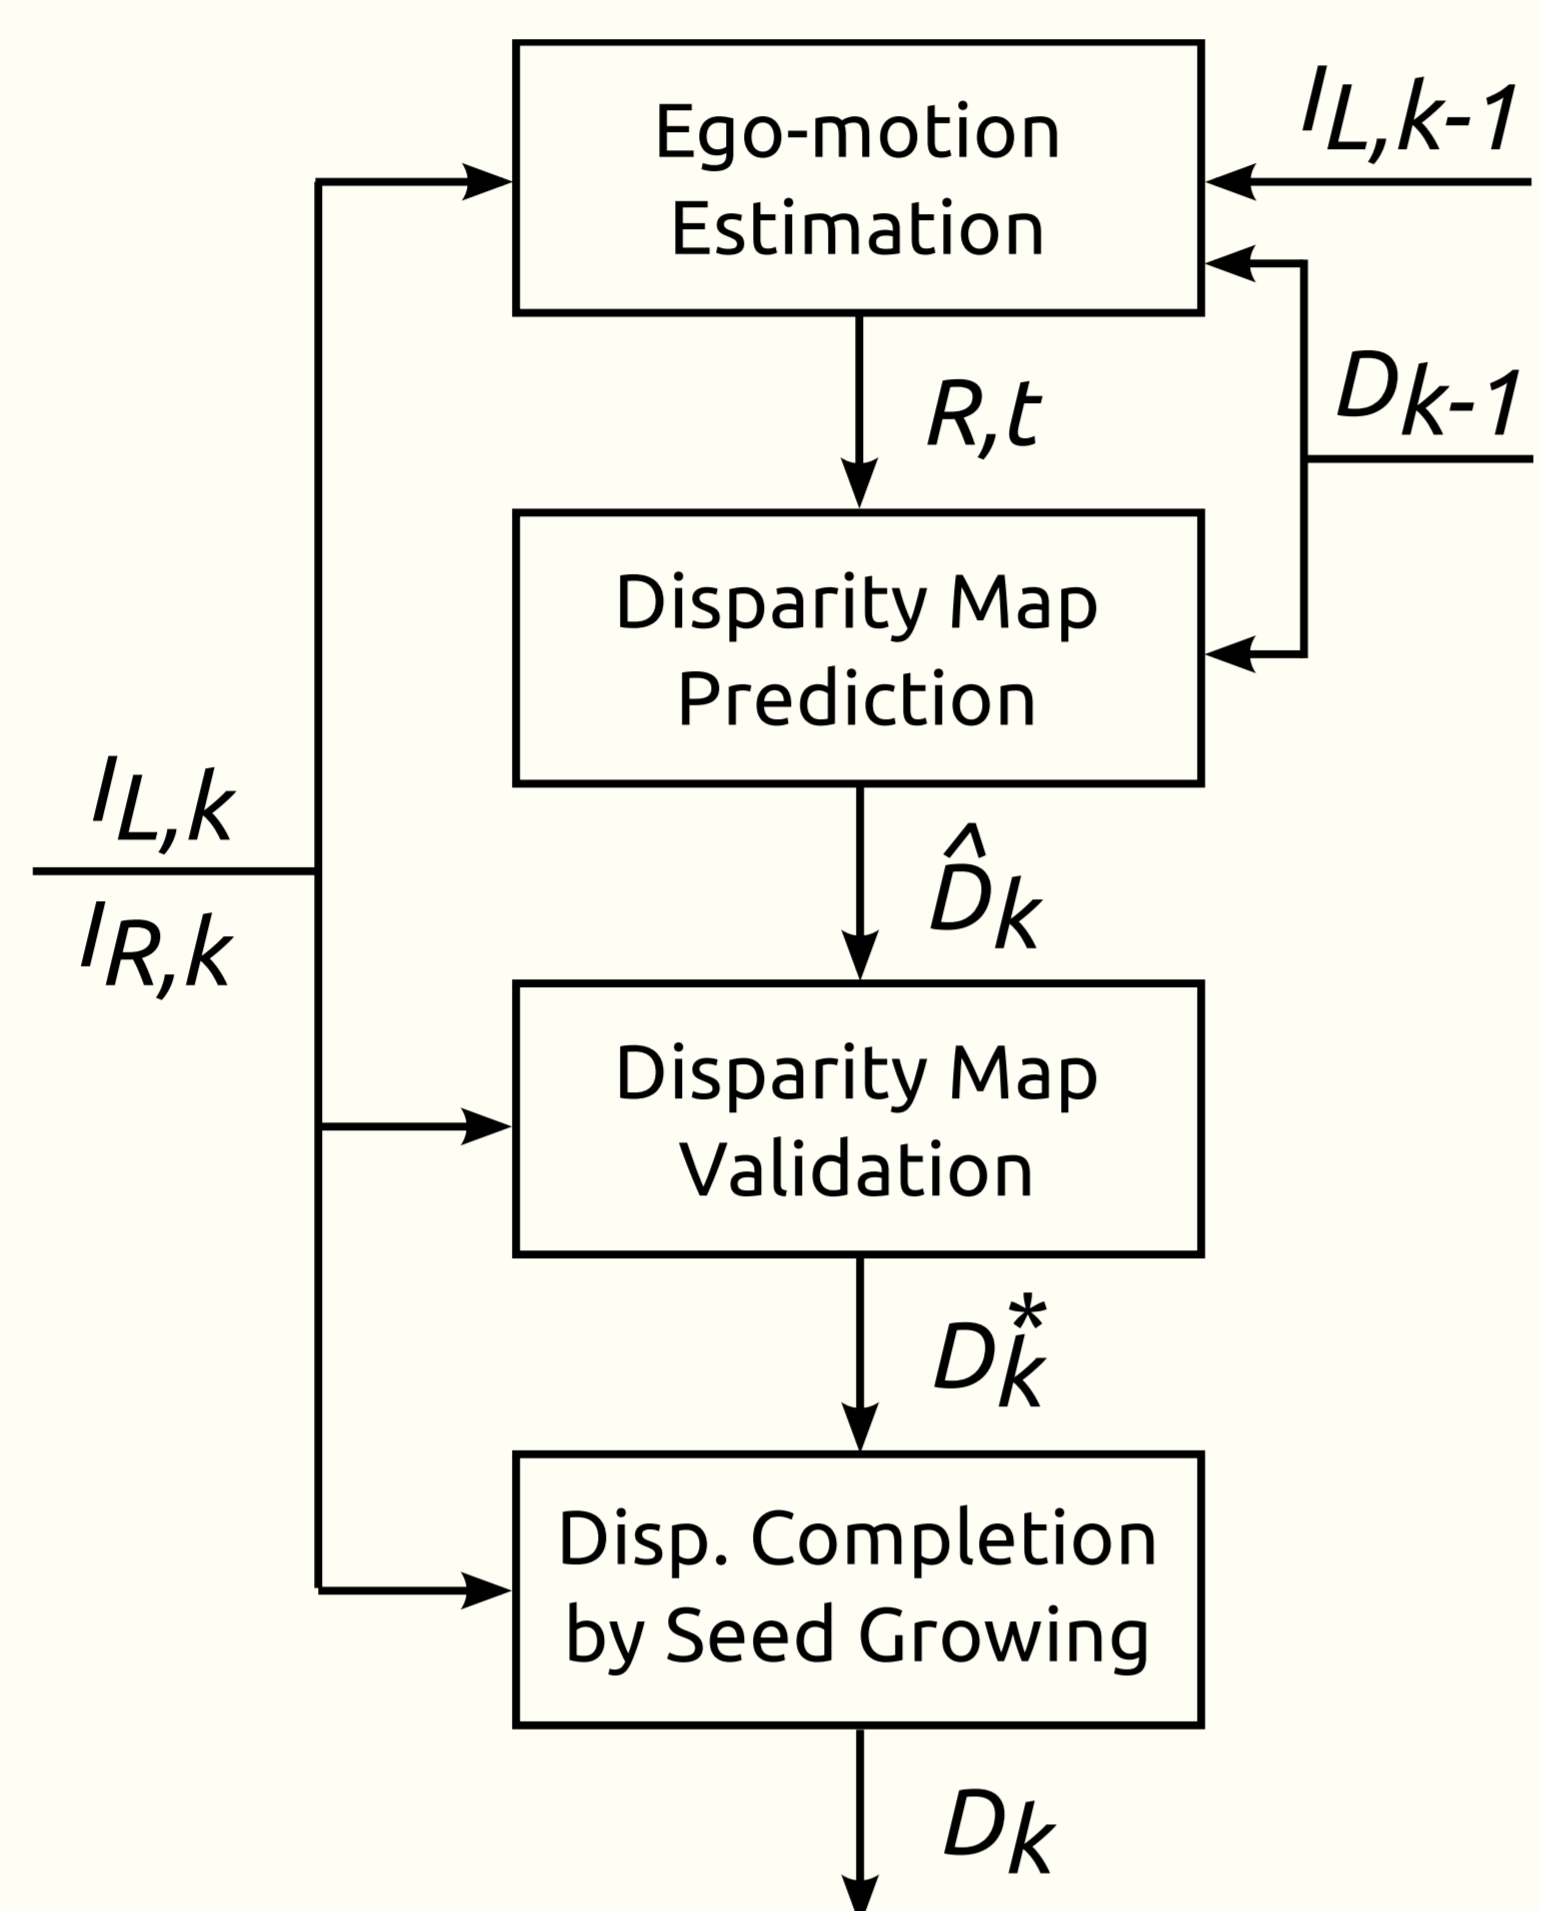 Ego-motion
Estimation
I_L,k-1
R,t
D_k-1
Disparity Map
Prediction
I_L,k
I_R,k
D̂_k
Disparity Map
Validation
D*_k
Disp. Completion
by Seed Growing
D_k